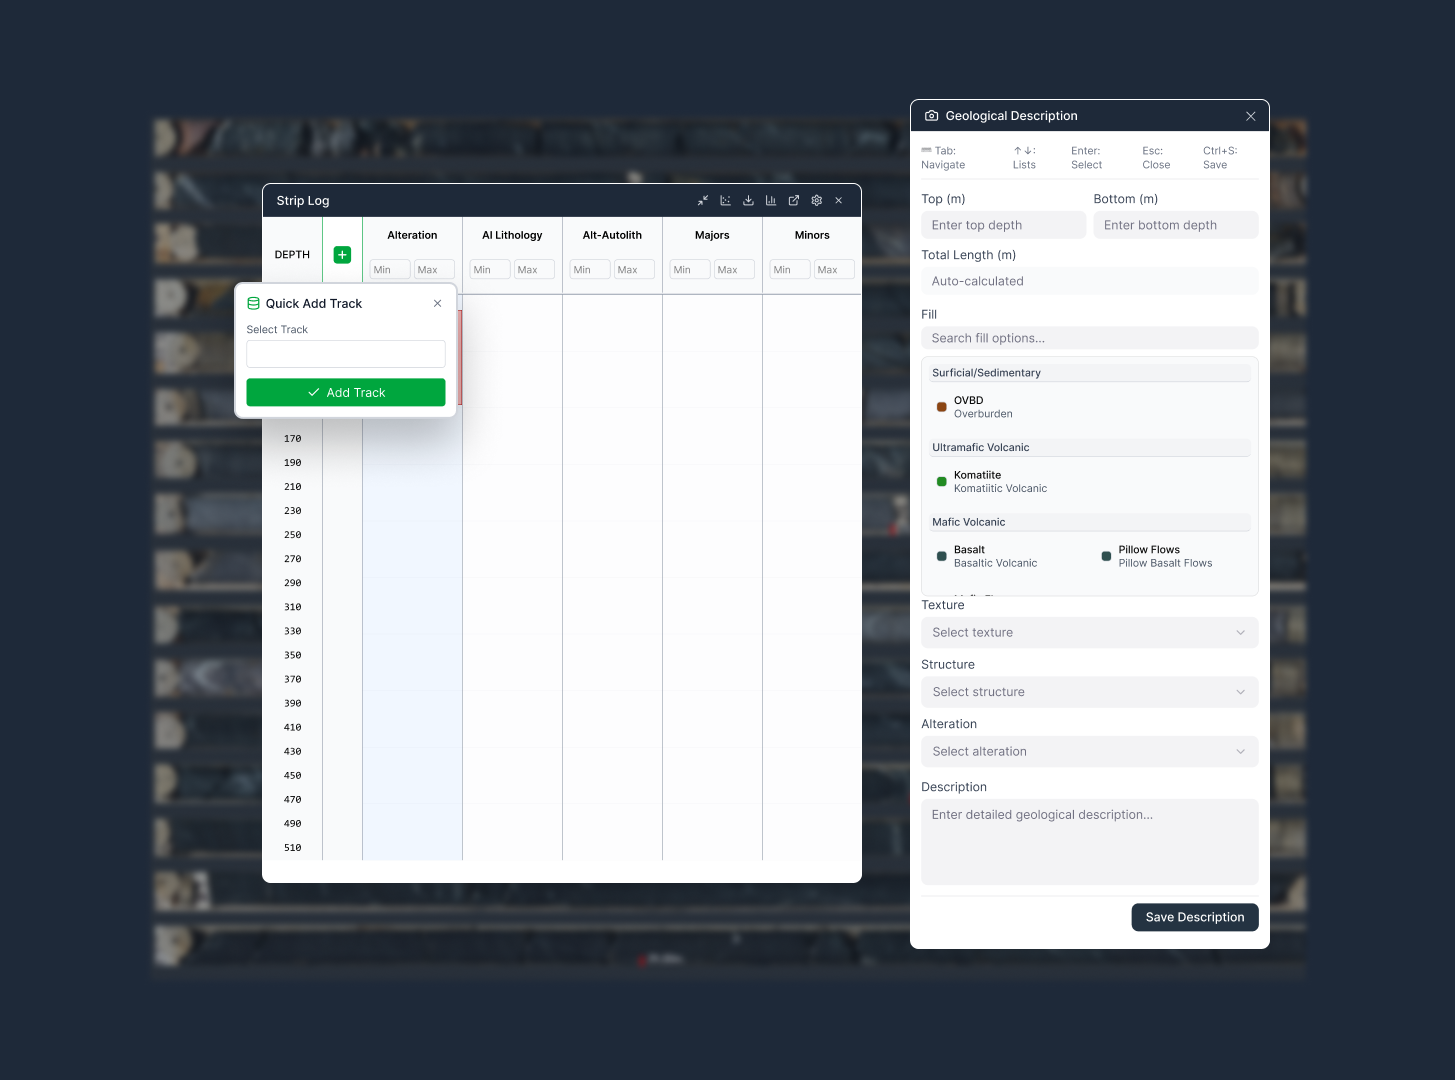 Strip Log
DEPTH
Alteration
AI Lithology
Alt-Autolith
Majors
Minors
Min
Max
Min
Max
Min
Max
Min
Max
Min
Max
Quick Add Track
Select Track
Add Track
170
190
210
230
250
270
290
310
330
350
370
390
410
430
450
470
490
510
Geological Description
Tab:
Navigate
↑↓:
Lists
Enter:
Select
Esc:
Close
Ctrl+S:
Save
Top (m)
Bottom (m)
Enter top depth
Enter bottom depth
Total Length (m)
Auto-calculated
Fill
Search fill options...
Surficial/Sedimentary
OVBD
Overburden
Ultramafic Volcanic
Komatiite
Komatiitic Volcanic
Mafic Volcanic
Basalt
Basaltic Volcanic
Pillow Flows
Pillow Basalt Flows
Texture
Select texture
Structure
Select structure
Alteration
Select alteration
Description
Enter detailed geological description...
Save Description